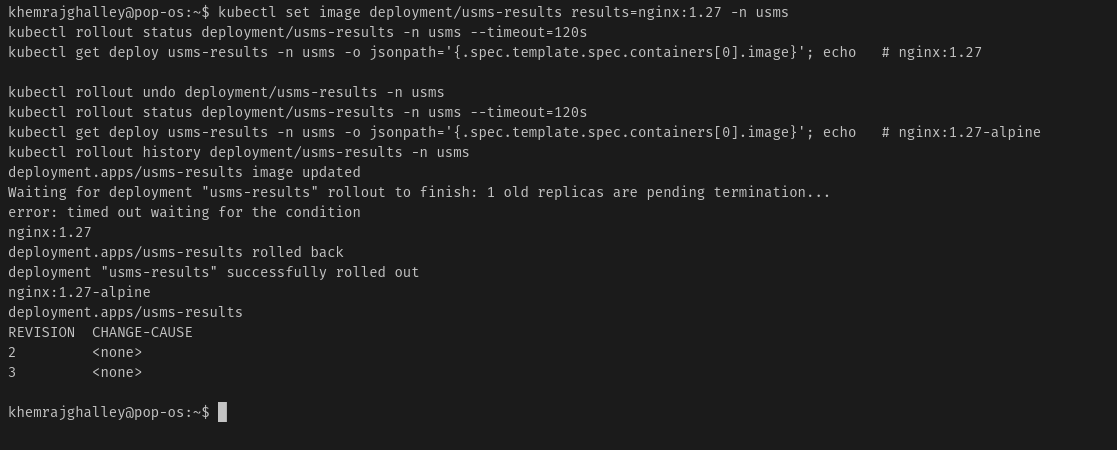 khemrajghalley@pop-os:~$ kubectl set image deployment/usms-results results=nginx:1.27 -n usms
kubectl rollout status deployment/usms-results -n usms --timeout=120s
kubectl get deploy usms-results -n usms -o jsonpath='{.spec.template.spec.containers[0].image}'; echo   # nginx:1.27

kubectl rollout undo deployment/usms-results -n usms
kubectl rollout status deployment/usms-results -n usms --timeout=120s
kubectl get deploy usms-results -n usms -o jsonpath='{.spec.template.spec.containers[0].image}'; echo   # nginx:1.27-alpine
kubectl rollout history deployment/usms-results -n usms
deployment.apps/usms-results image updated
Waiting for deployment "usms-results" rollout to finish: 1 old replicas are pending termination...
error: timed out waiting for the condition
nginx:1.27
deployment.apps/usms-results rolled back
deployment "usms-results" successfully rolled out
nginx:1.27-alpine
deployment.apps/usms-results
REVISION  CHANGE-CAUSE
2         <none>
3         <none>

khemrajghalley@pop-os:~$